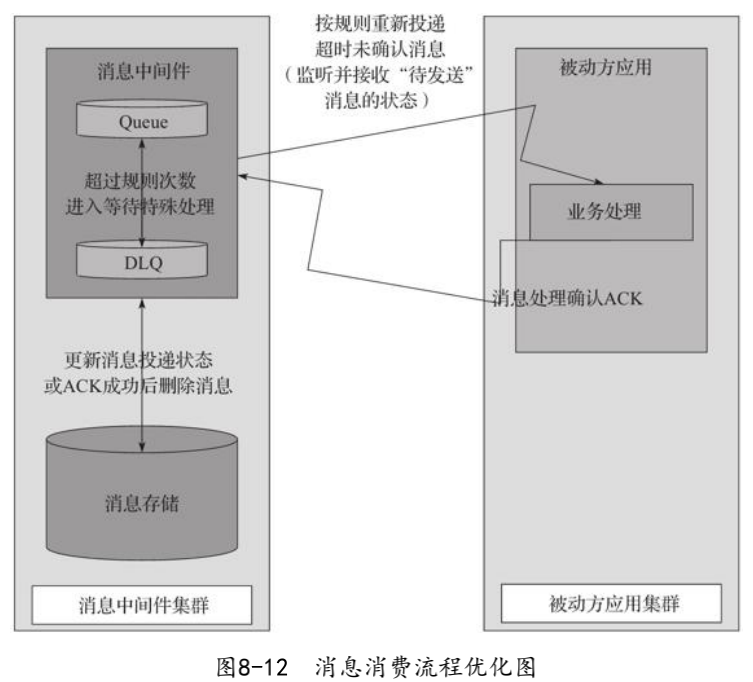 按规则重新投递
超时未确认消息
（监听并接收“待发送”
消息的状态）
消息中间件
Queue
超过规则次数
进入等待特殊处理
DLQ
更新消息投递状态
或ACK成功后删除消息
消息存储
消息中间件集群
被动方应用
业务处理
消息处理确认ACK
被动方应用集群
图8-12 消息消费流程优化图